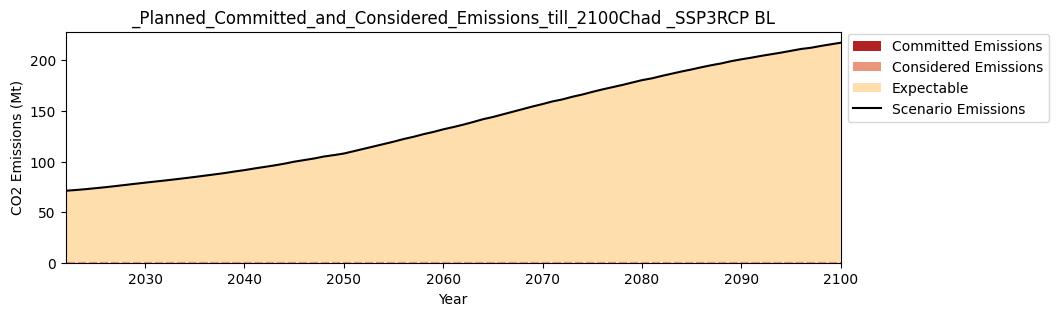 _Planned_Committed_and_Considered_Emissions_till_2100Chad _SSP3RCP BL
Committed Emissions
Considered Emissions
Expectable
Scenario Emissions
CO2 Emissions (Mt)
200
150
100
50
0
2030 2040 2050 2060 2070 2080 2090 2100
Year